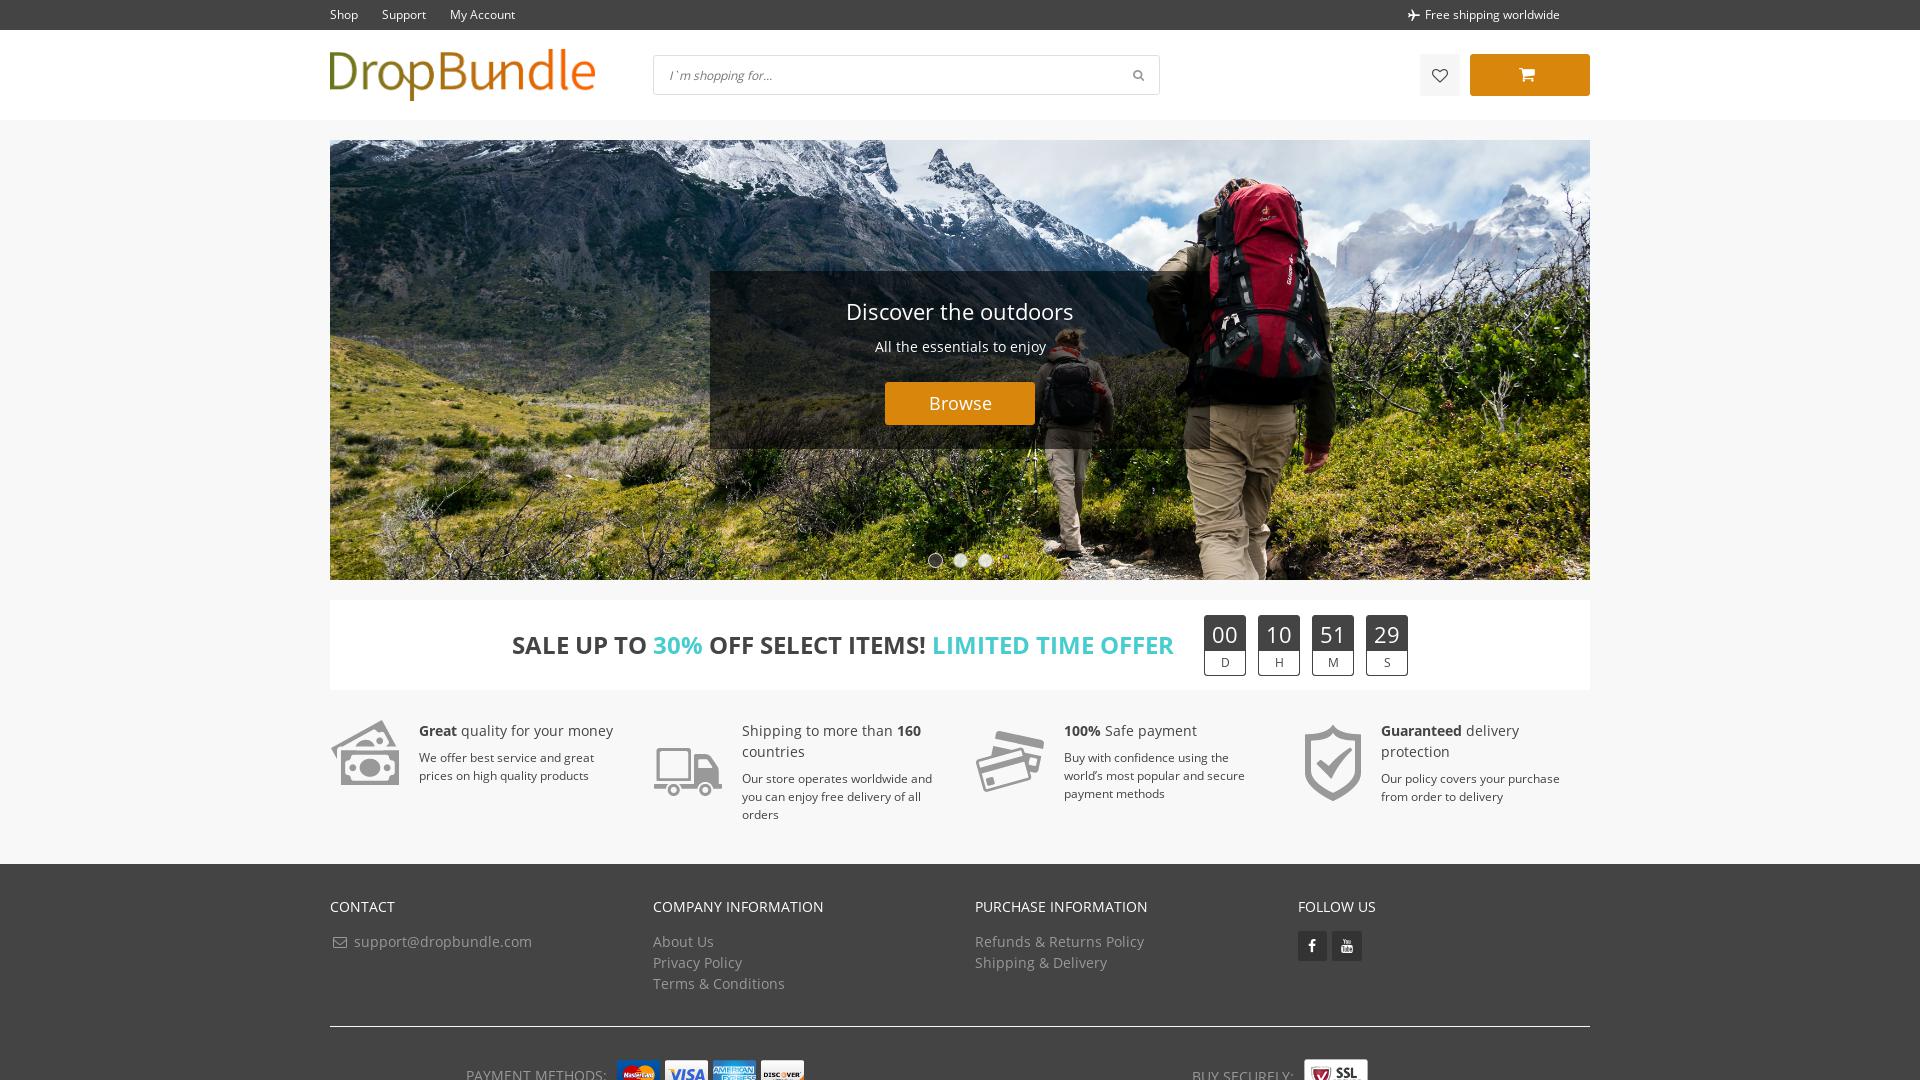 Shop Support My Account Free shipping worldwide
DropBundle
I`m shopping for...
Discover the outdoors
All the essentials to enjoy
Browse
SALE UP TO 30% OFF SELECT ITEMS! LIMITED TIME OFFER
00 10 51 29
D H M S
Great quality for your money
We offer best service and great
prices on high quality products
Shipping to more than 160
countries
Our store operates worldwide and
you can enjoy free delivery of all
orders
100% Safe payment
Buy with confidence using the
world’s most popular and secure
payment methods
Guaranteed delivery
protection
Our policy covers your purchase
from order to delivery
CONTACT
support@dropbundle.com
COMPANY INFORMATION
About Us
Privacy Policy
Terms & Conditions
PURCHASE INFORMATION
Refunds & Returns Policy
Shipping & Delivery
FOLLOW US
You Tube
PAYMENT METHODS: MasterCard VISA AMERICAN EXPRESS DISCOVER
BUY SECURELY: SSL